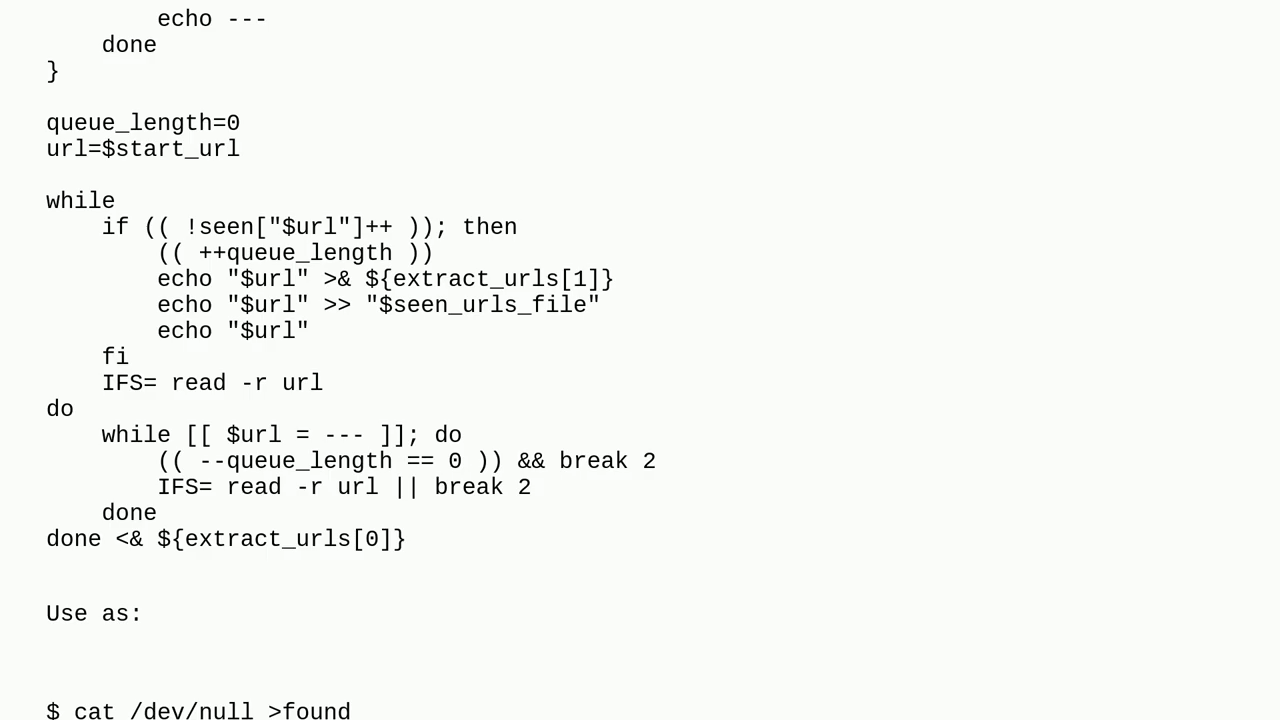 echo ---
    done
}

queue_length=0
url=$start_url

while
    if (( !seen["$url"]++ )); then
        (( ++queue_length ))
        echo "$url" >& ${extract_urls[1]}
        echo "$url" >> "$seen_urls_file"
        echo "$url"
    fi
    IFS= read -r url
do
    while [[ $url = --- ]]; do
        (( --queue_length == 0 )) && break 2
        IFS= read -r url || break 2
    done
done <& ${extract_urls[0]}

Use as:

$ cat /dev/null >found